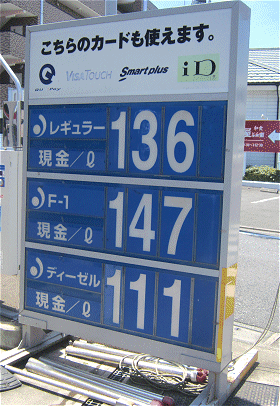 こちらのカードも使えます。
QUICPay VISA TOUCH Smartplus iD
レギュラー
現金/ℓ 136
F-1
現金/ℓ 147
ディーゼル
現金/ℓ 111